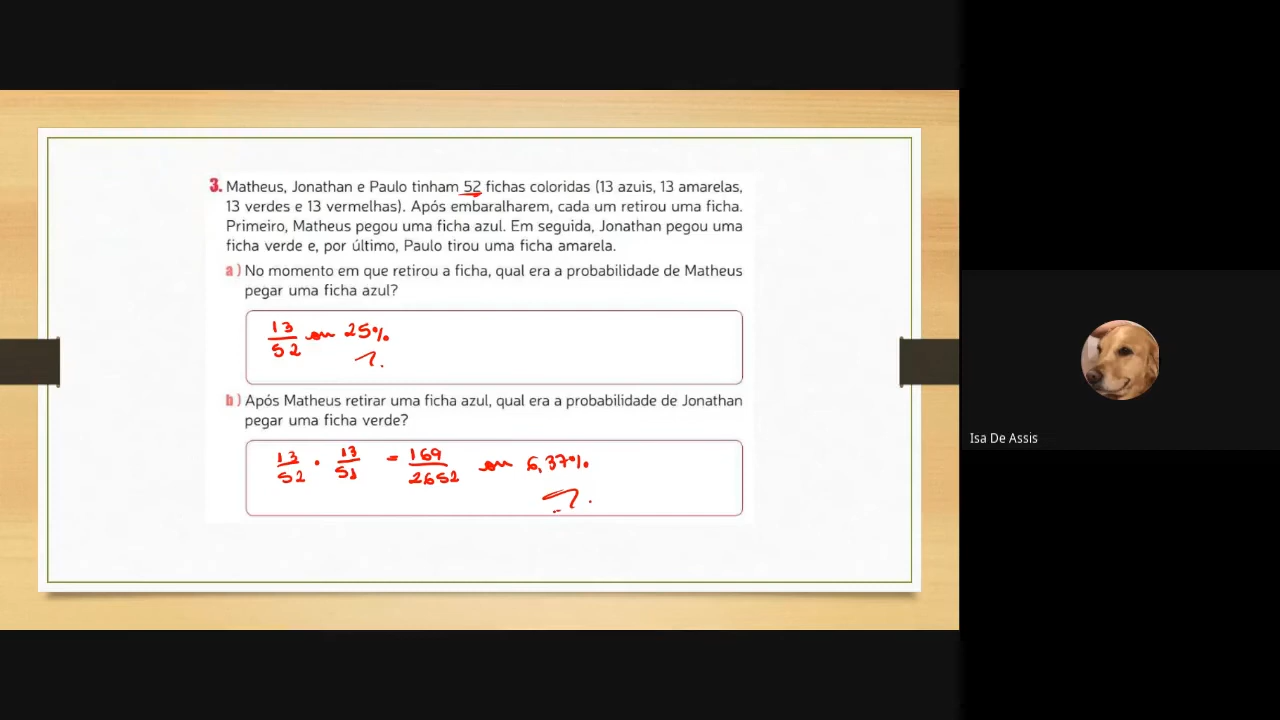 3. Matheus, Jonathan e Paulo tinham 52 fichas coloridas (13 azuis, 13 amarelas,
13 verdes e 13 vermelhas). Após embaralharem, cada um retirou uma ficha.
Primeiro, Matheus pegou uma ficha azul. Em seguida, Jonathan pegou uma
ficha verde e, por último, Paulo tirou uma ficha amarela.
a) No momento em que retirou a ficha, qual era a probabilidade de Matheus
pegar uma ficha azul?
13/52 ou 25%
b) Após Matheus retirar uma ficha azul, qual era a probabilidade de Jonathan
pegar uma ficha verde?
13/52 . 13/51 = 169/2652 ou 6,37%
Isa De Assis